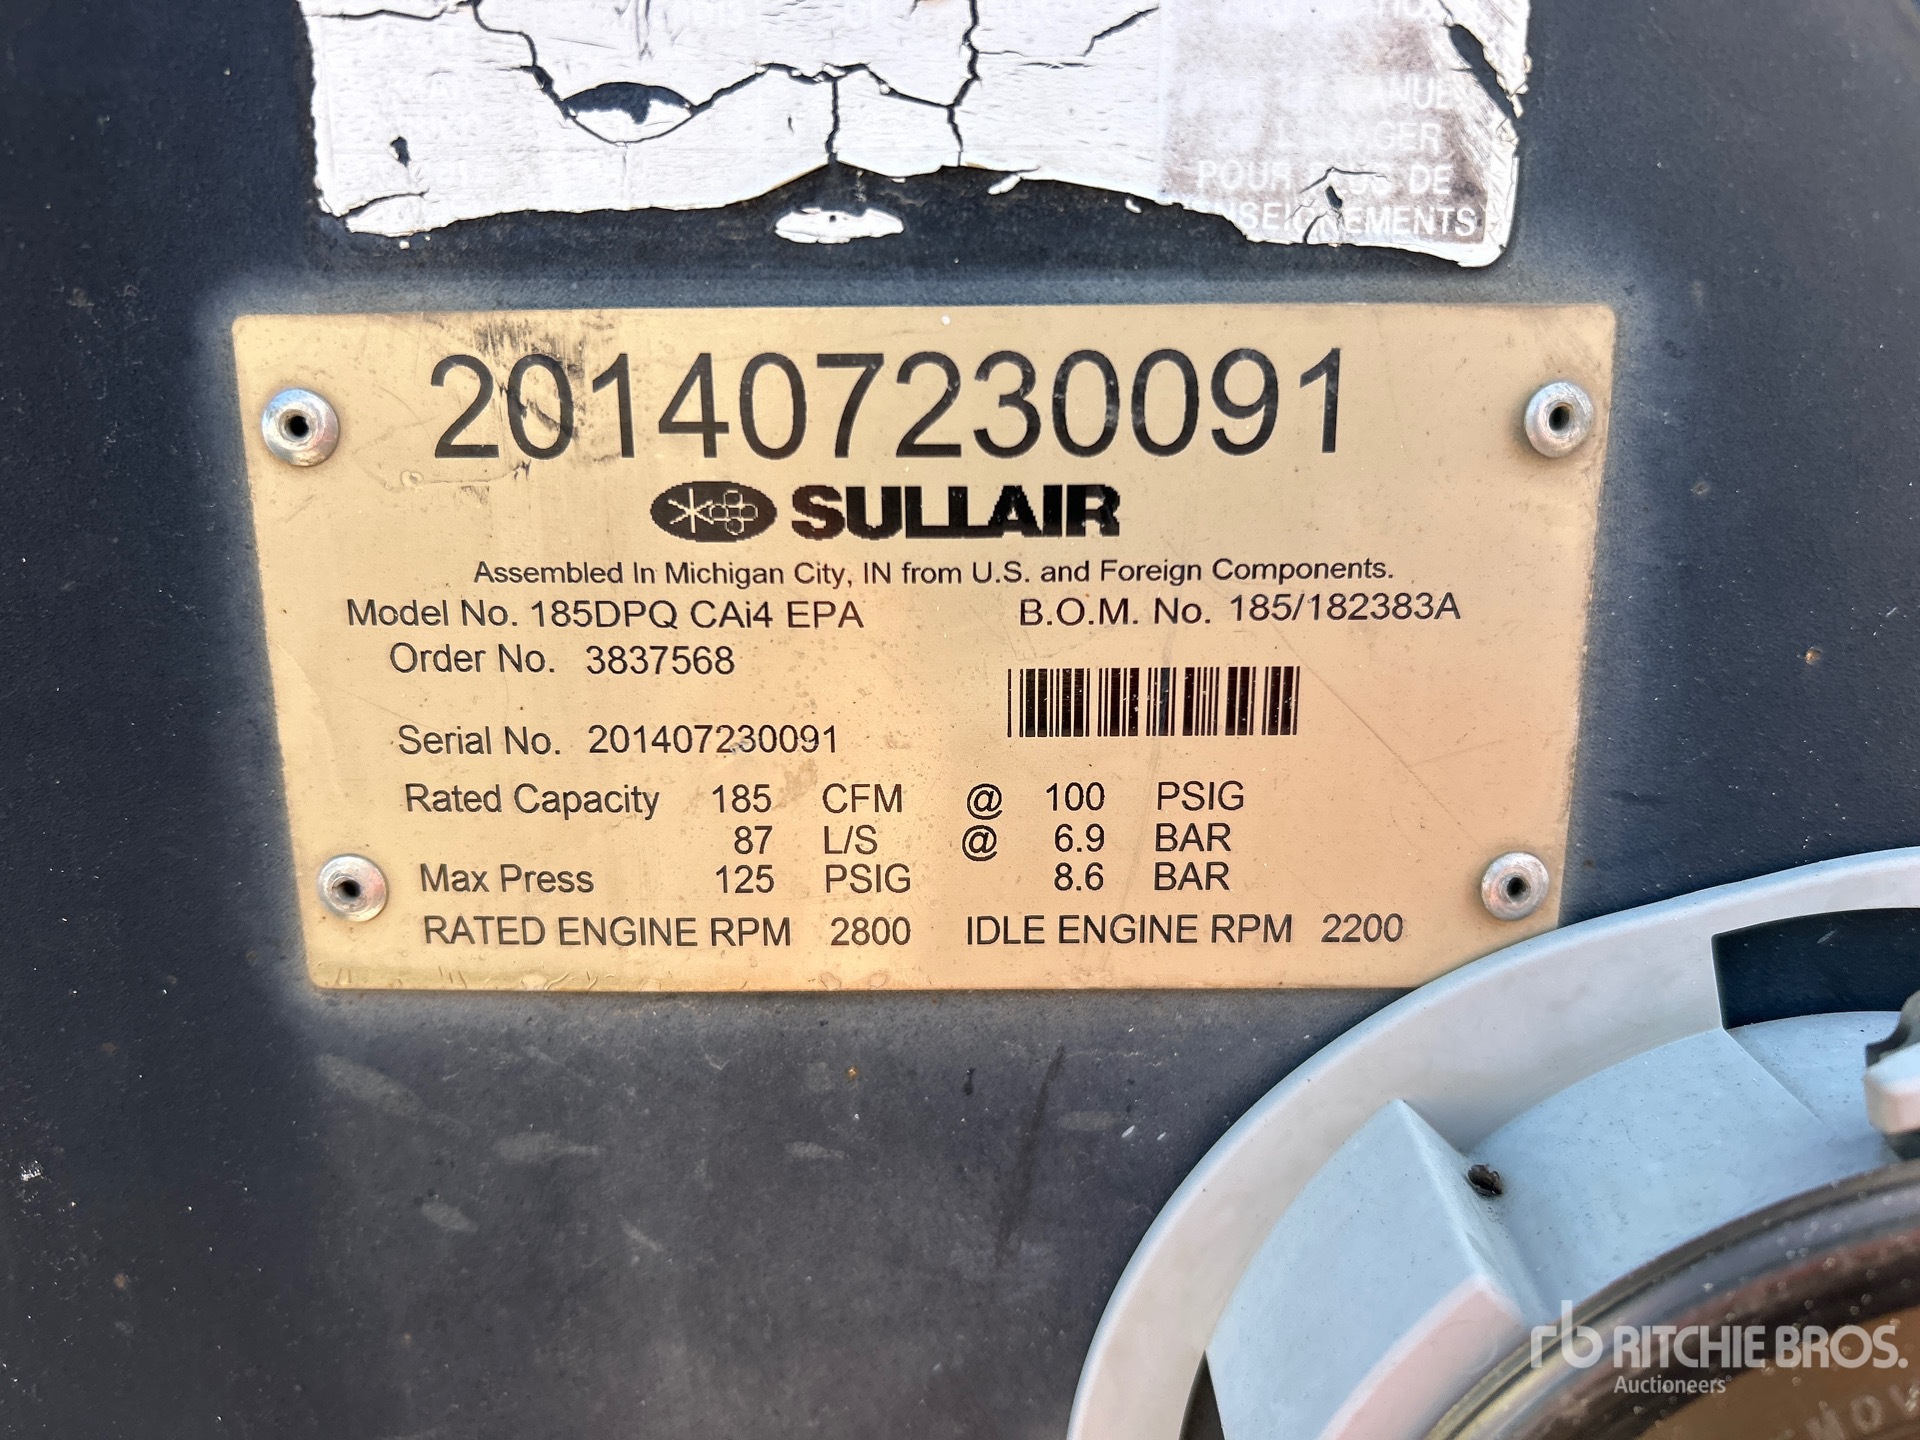 POUR PLUS DE
201407230091
SULLAIR
Assembled In Michigan City, IN from U.S. and Foreign Components.
Model No. 185DPQ CAi4 EPA B.O.M. No. 185/182383A
Order No. 3837568
Serial No. 201407230091
Rated Capacity 185 CFM @ 100 PSIG
87 L/S @ 6.9 BAR
Max Press 125 PSIG 8.6 BAR
RATED ENGINE RPM 2800 IDLE ENGINE RPM 2200
rb RITCHIE BROS.
Auctioneers